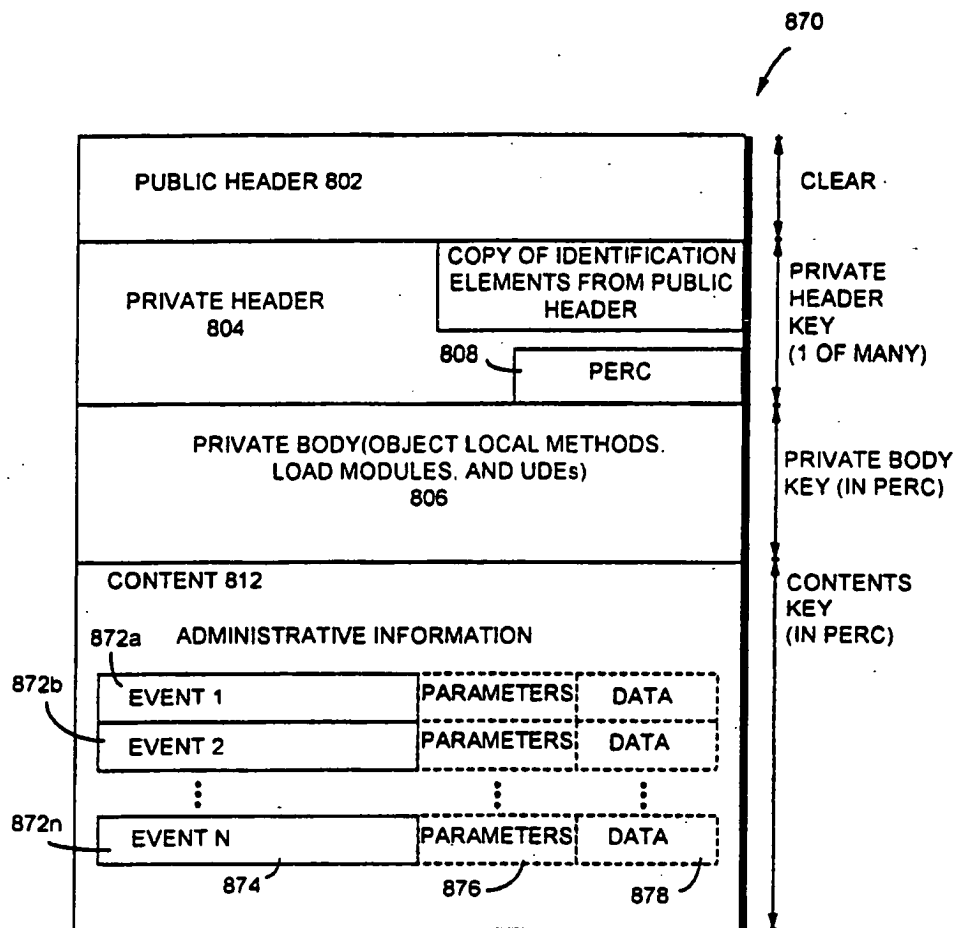 870
PUBLIC HEADER 802
CLEAR
COPY OF IDENTIFICATION
ELEMENTS FROM PUBLIC
HEADER
PRIVATE HEADER
804
808
PERC
PRIVATE
HEADER
KEY
(1 OF MANY)
PRIVATE BODY(OBJECT LOCAL METHODS.
LOAD MODULES, AND UDEs)
806
PRIVATE BODY
KEY (IN PERC)
CONTENT 812
CONTENTS
KEY
(IN PERC)
872a ADMINISTRATIVE INFORMATION
872b
EVENT 1 PARAMETERS DATA
EVENT 2 PARAMETERS DATA
872n
EVENT N PARAMETERS DATA
874 876 878